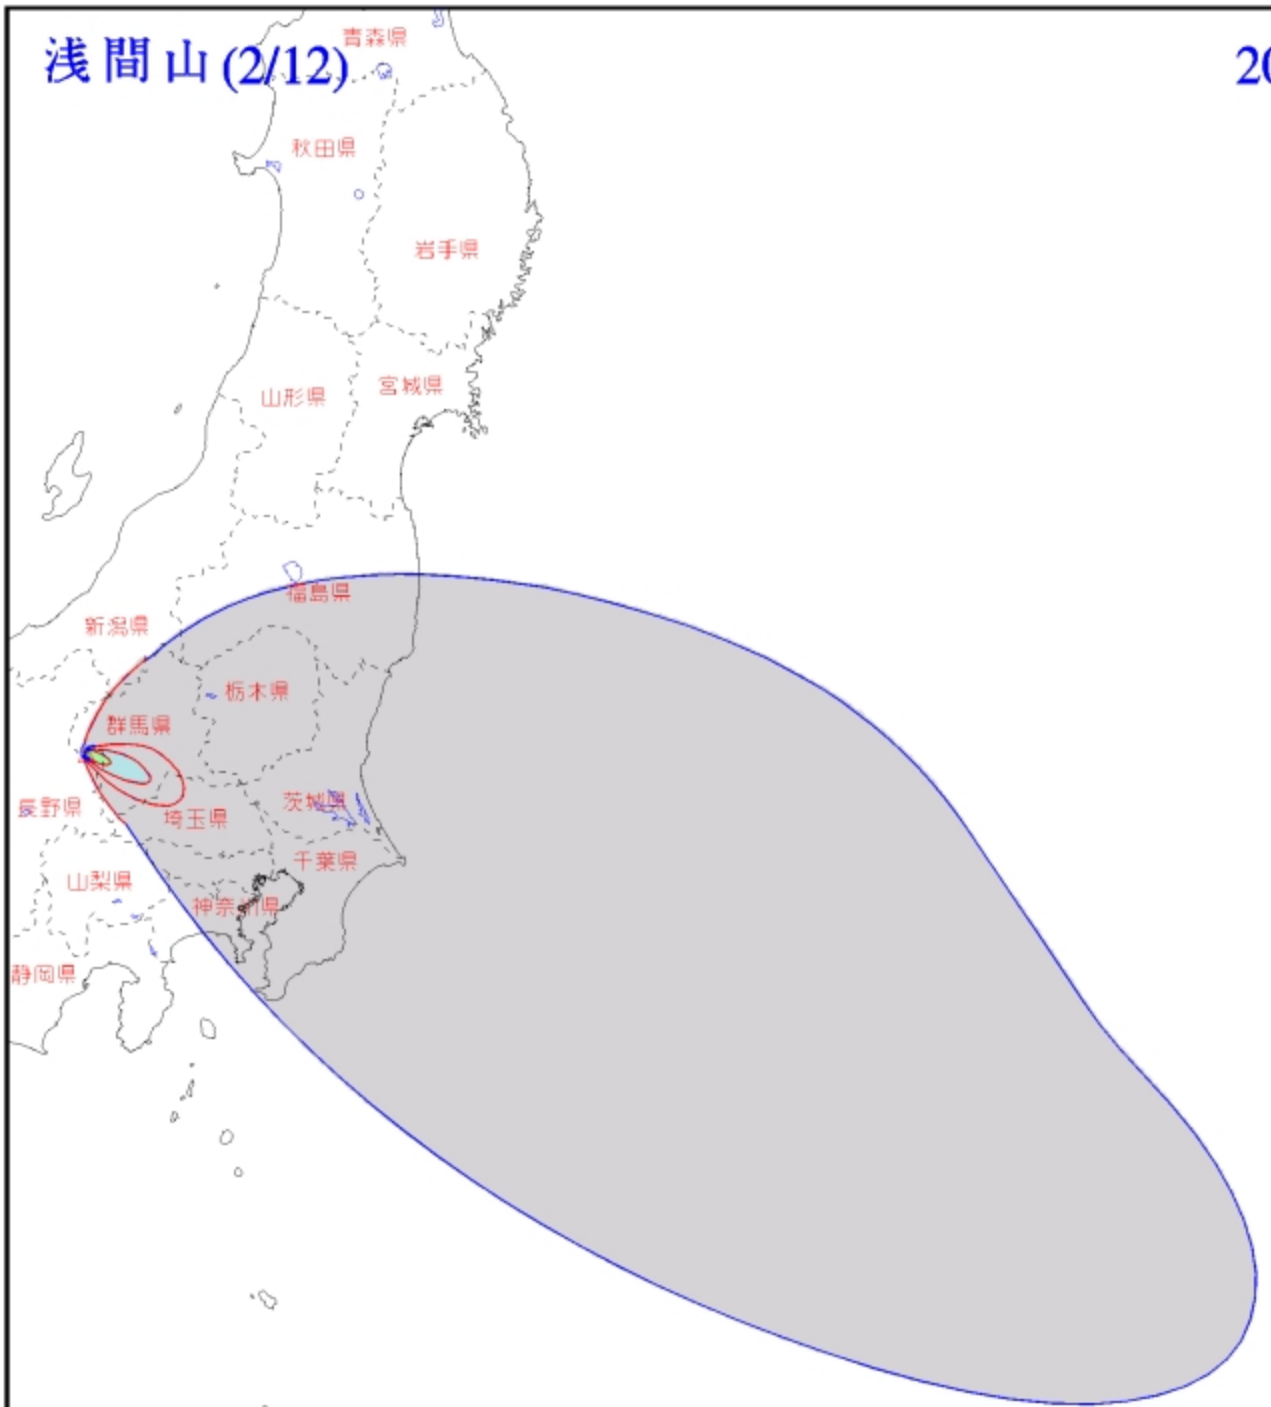 浅間山(2/12)
20
青森県
秋田県
岩手県
山形県
宮城県
福島県
新潟県
栃木県
群馬県
長野県
埼玉県
茨城県
千葉県
山梨県
神奈川県
静岡県